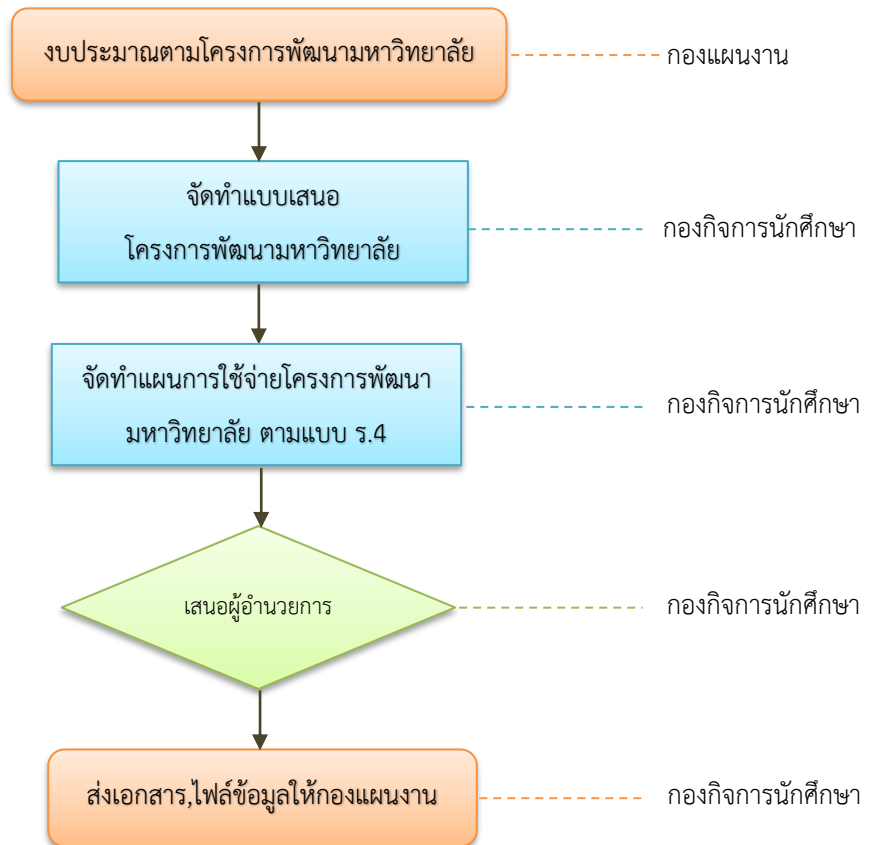 งบประมาณตามโครงการพัฒนามหาวิทยาลัย
กองแผนงาน
จัดทำแบบเสนอ
โครงการพัฒนามหาวิทยาลัย
กองกิจการนักศึกษา
จัดทำแผนการใช้จ่ายโครงการพัฒนา
มหาวิทยาลัย ตามแบบ ร.4
กองกิจการนักศึกษา
เสนอผู้อำนวยการ
กองกิจการนักศึกษา
ส่งเอกสาร,ไฟล์ข้อมูลให้กองแผนงาน
กองกิจการนักศึกษา